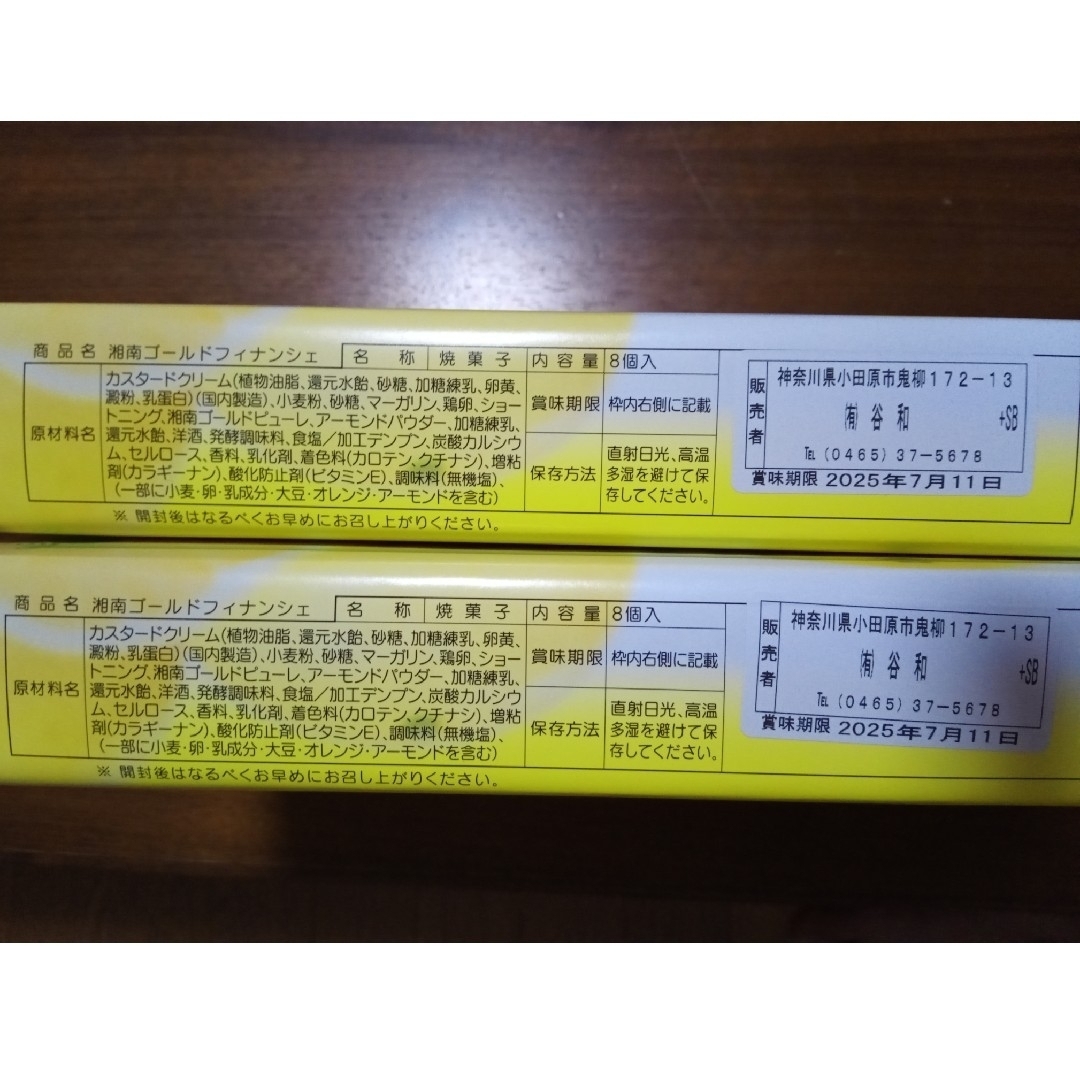 商品名 湘南ゴールドフィナンシェ
名称 焼菓子 内容量 8個入
原材料名
カスタードクリーム(植物油脂、還元水飴、砂糖、加糖練乳、卵黄、
澱粉、乳蛋白)(国内製造)、小麦粉、砂糖、マーガリン、鶏卵、ショー
トニング、湘南ゴールドピューレ、アーモンドパウダー、加糖練乳、
還元水飴、洋酒、発酵調味料、食塩/加工デンプン、炭酸カルシウ
ム、セルロース、香料、乳化剤、着色料(カロテン、クチナシ)、増粘
剤(カラギーナン)、酸化防止剤(ビタミンE)、調味料(無機塩)、
(一部に小麦・卵・乳成分・大豆・オレンジ・アーモンドを含む)
賞味期限 枠内右側に記載
保存方法
直射日光、高温
多湿を避けて保
存してください。
販売者
神奈川県小田原市鬼柳172-13
㈲ 谷和 +SB
℡(0465)37-5678
賞味期限 2025年7月11日
※ 開封後はなるべくお早めにお召し上がりください。
商品名 湘南ゴールドフィナンシェ
名称 焼菓子 内容量 8個入
原材料名
カスタードクリーム(植物油脂、還元水飴、砂糖、加糖練乳、卵黄、
澱粉、乳蛋白)(国内製造)、小麦粉、砂糖、マーガリン、鶏卵、ショー
トニング、湘南ゴールドピューレ、アーモンドパウダー、加糖練乳、
還元水飴、洋酒、発酵調味料、食塩/加工デンプン、炭酸カルシウ
ム、セルロース、香料、乳化剤、着色料(カロテン、クチナシ)、増粘
剤(カラギーナン)、酸化防止剤(ビタミンE)、調味料(無機塩)、
(一部に小麦・卵・乳成分・大豆・オレンジ・アーモンドを含む)
賞味期限 枠内右側に記載
保存方法
直射日光、高温
多湿を避けて保
存してください。
販売者
神奈川県小田原市鬼柳172-13
㈲ 谷和 +SB
℡(0465)37-5678
賞味期限 2025年7月11日
※ 開封後はなるべくお早めにお召し上がりください。